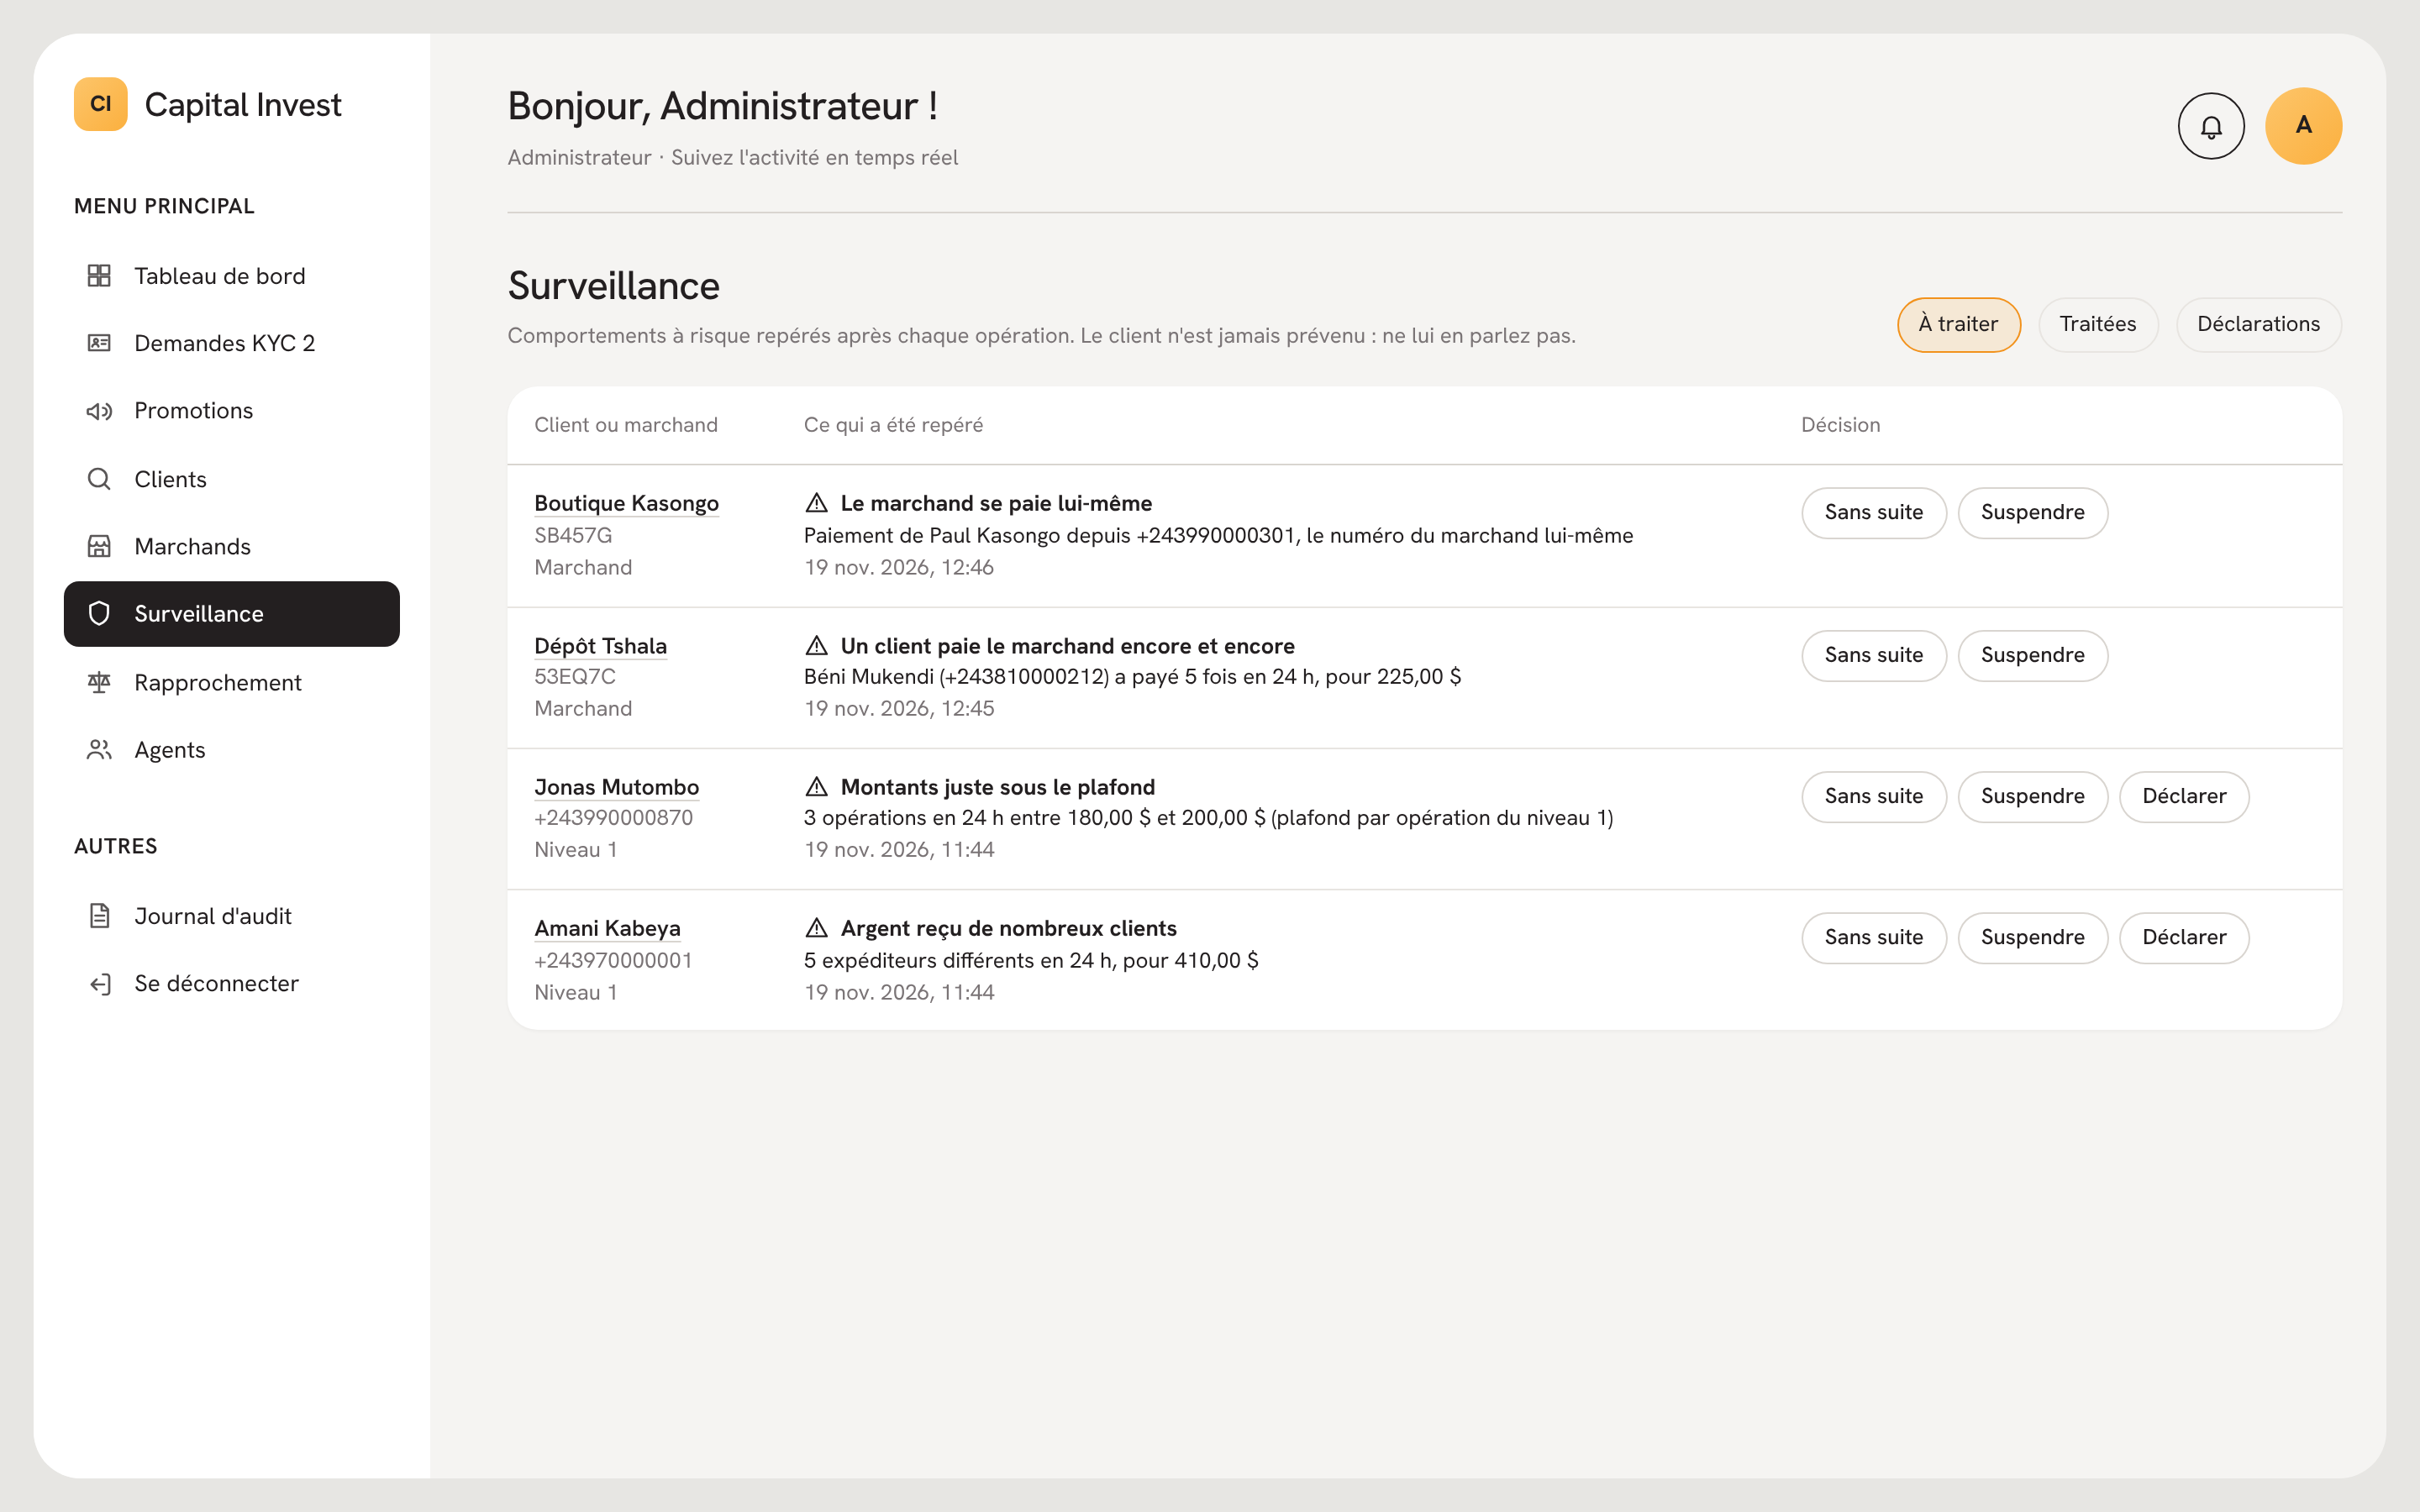 CI
Capital Invest
MENU PRINCIPAL
Tableau de bord
Demandes KYC 2
Promotions
Clients
Marchands
Surveillance
Rapprochement
Agents
AUTRES
Journal d'audit
Se déconnecter
Bonjour, Administrateur !
Administrateur · Suivez l'activité en temps réel
A
Surveillance
Comportements à risque repérés après chaque opération. Le client n'est jamais prévenu : ne lui en parlez pas.
À traiter
Traitées
Déclarations
Client ou marchand
Ce qui a été repéré
Décision
Boutique Kasongo
SB457G
Marchand
Le marchand se paie lui-même
Paiement de Paul Kasongo depuis +243990000301, le numéro du marchand lui-même
19 nov. 2026, 12:46
Sans suite
Suspendre
Dépôt Tshala
53EQ7C
Marchand
Un client paie le marchand encore et encore
Béni Mukendi (+243810000212) a payé 5 fois en 24 h, pour 225,00 $
19 nov. 2026, 12:45
Sans suite
Suspendre
Jonas Mutombo
+243990000870
Niveau 1
Montants juste sous le plafond
3 opérations en 24 h entre 180,00 $ et 200,00 $ (plafond par opération du niveau 1)
19 nov. 2026, 11:44
Sans suite
Suspendre
Déclarer
Amani Kabeya
+243970000001
Niveau 1
Argent reçu de nombreux clients
5 expéditeurs différents en 24 h, pour 410,00 $
19 nov. 2026, 11:44
Sans suite
Suspendre
Déclarer